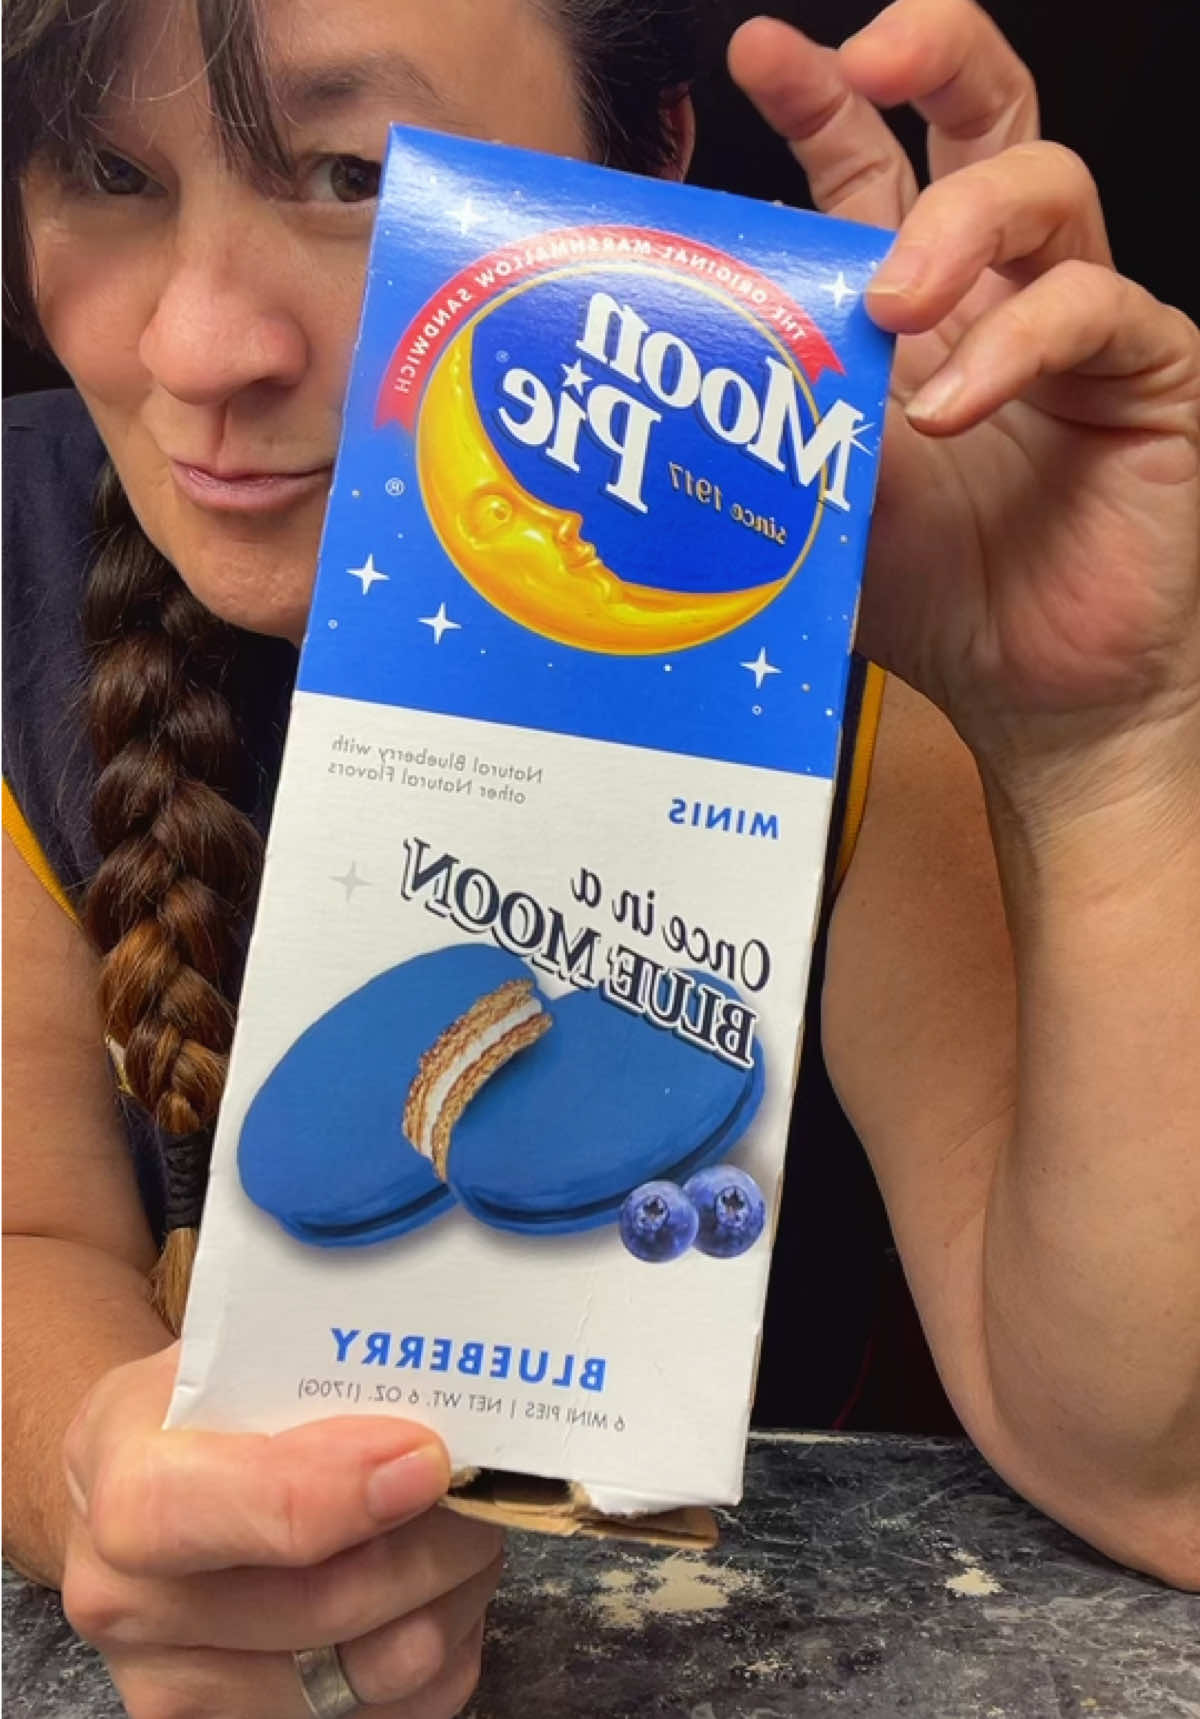 THE ORIGINAL MARSHMALLOW SANDWICH
Moon
Pie
®
since 1917
®
Natural Blueberry with
other Natural Flavors
MINIS
Once in a
BLUE MOON
BLUEBERRY
6 MINI PIES | NET WT. 6 OZ. (170G)